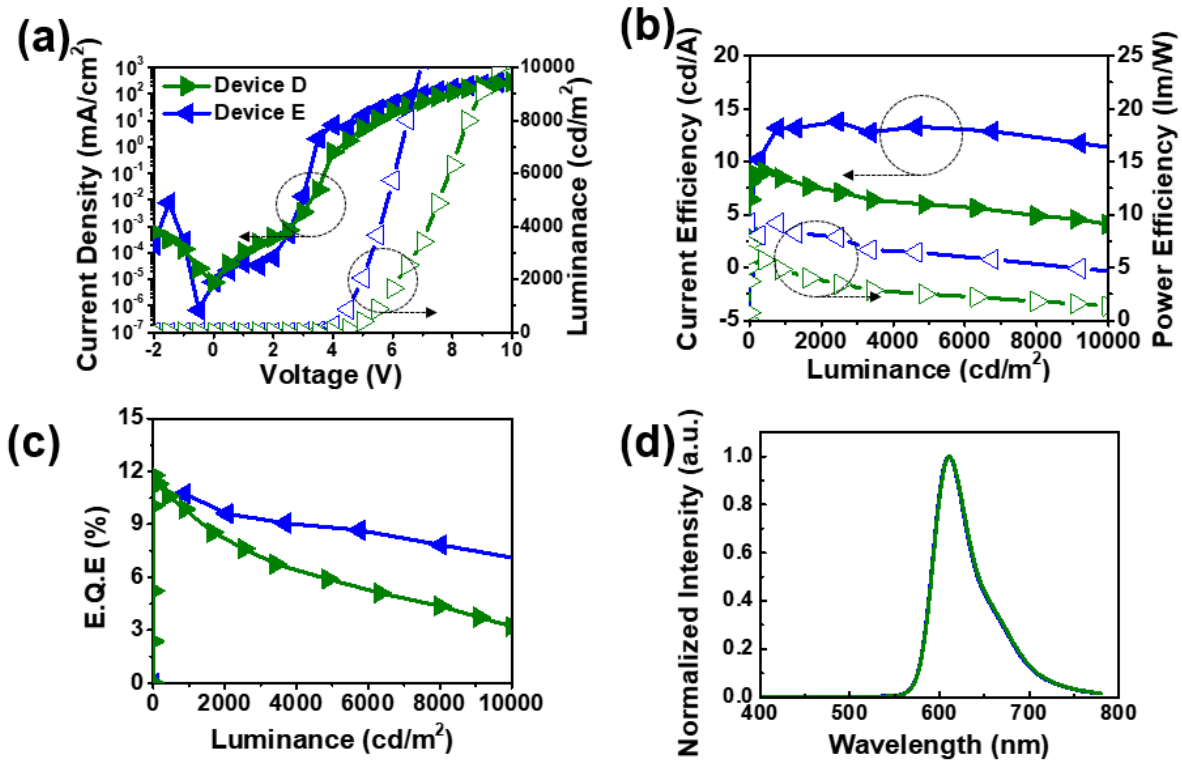 (a)
Current Density (mA/cm²)
10³
10²
10¹
10⁰
10⁻¹
10⁻²
10⁻³
10⁻⁴
10⁻⁵
10⁻⁶
10⁻⁷
Device D
Device E
-2 0 2 4 6 8 10
Voltage (V)
10000
8000
6000
4000
2000
0
Luminanance (cd/m²)
(b)
Current Efficiency (cd/A)
20
15
10
5
0
-5
0 2000 4000 6000 8000 10000
Luminance (cd/m²)
25
20
15
10
5
0
Power Efficiency (lm/W)
(c)
E.Q.E (%)
15
12
9
6
3
0
0 2000 4000 6000 8000 10000
Luminance (cd/m²)
(d)
Normalized Intensity (a.u.)
1.0
0.8
0.6
0.4
0.2
0.0
400 500 600 700 800
Wavelength (nm)